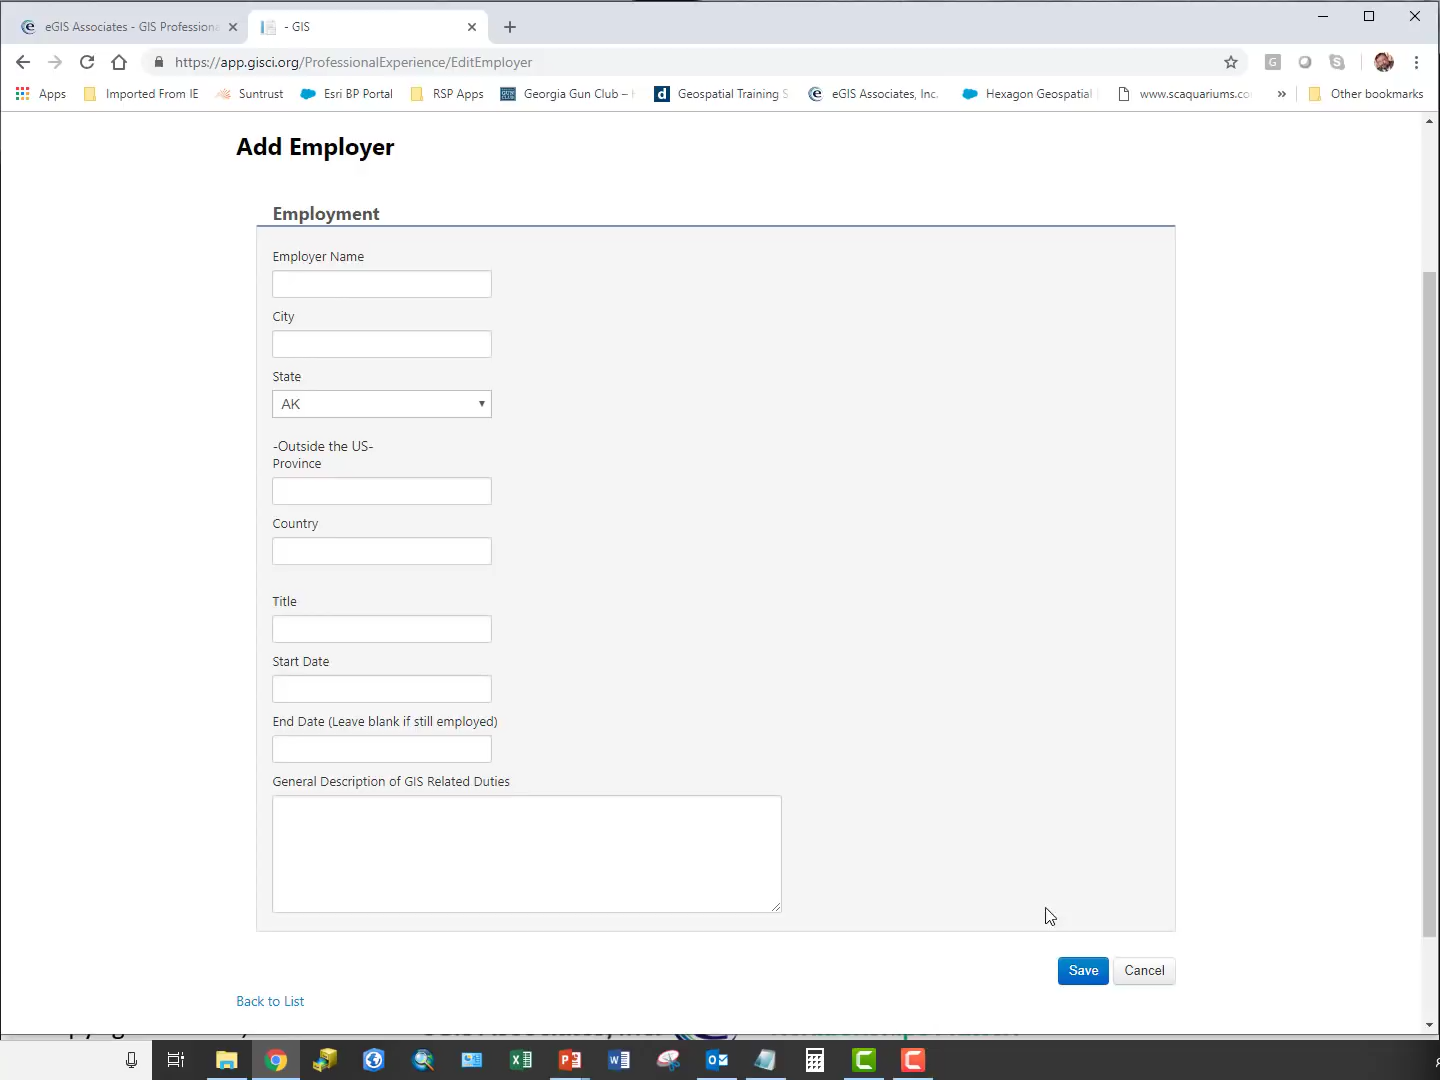 eGIS Associates - GIS Profession
- GIS
https://app.gisci.org/ProfessionalExperience/EditEmployer
Apps
Imported From IE
Suntrust
Esri BP Portal
RSP Apps
Georgia Gun Club –
Geospatial Training S
eGIS Associates, Inc.
Hexagon Geospatial
www.scaquariums.co
»
Other bookmarks
Add Employer
Employment
Employer Name
City
State
AK
-Outside the US-
Province
Country
Title
Start Date
End Date (Leave blank if still employed)
General Description of GIS Related Duties
Save
Cancel
Back to List